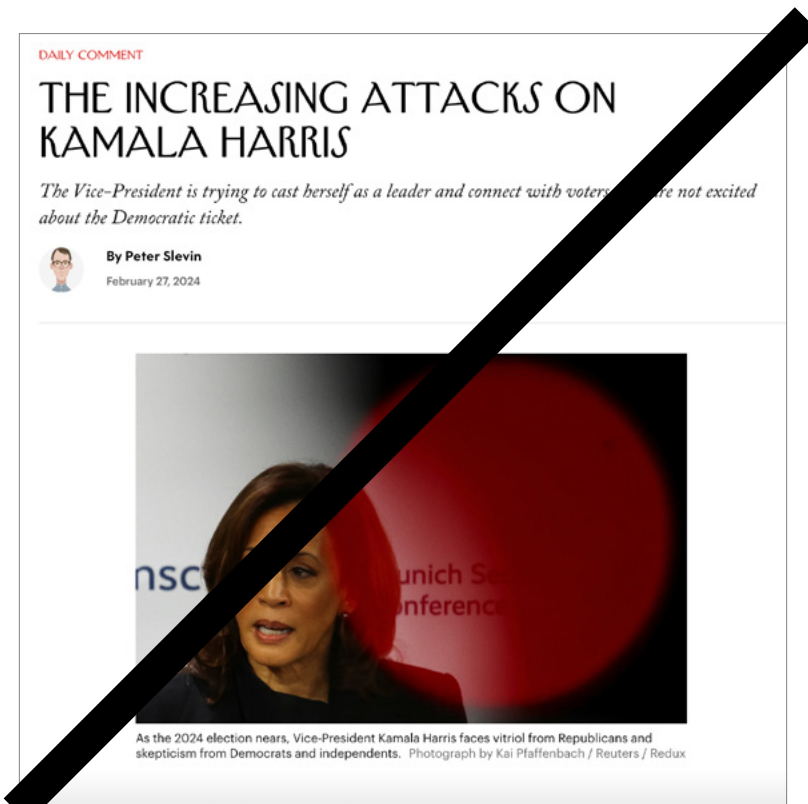 DAILY COMMENT
THE INCREASING ATTACKS ON
KAMALA HARRIS
The Vice-President is trying to cast herself as a leader and connect with voters are not excited
about the Democratic ticket.
By Peter Slevin
February 27, 2024
nsc
unich Se
onference
As the 2024 election nears, Vice-President Kamala Harris faces vitriol from Republicans and
skepticism from Democrats and independents. Photograph by Kai Pfaffenbach / Reuters / Redux